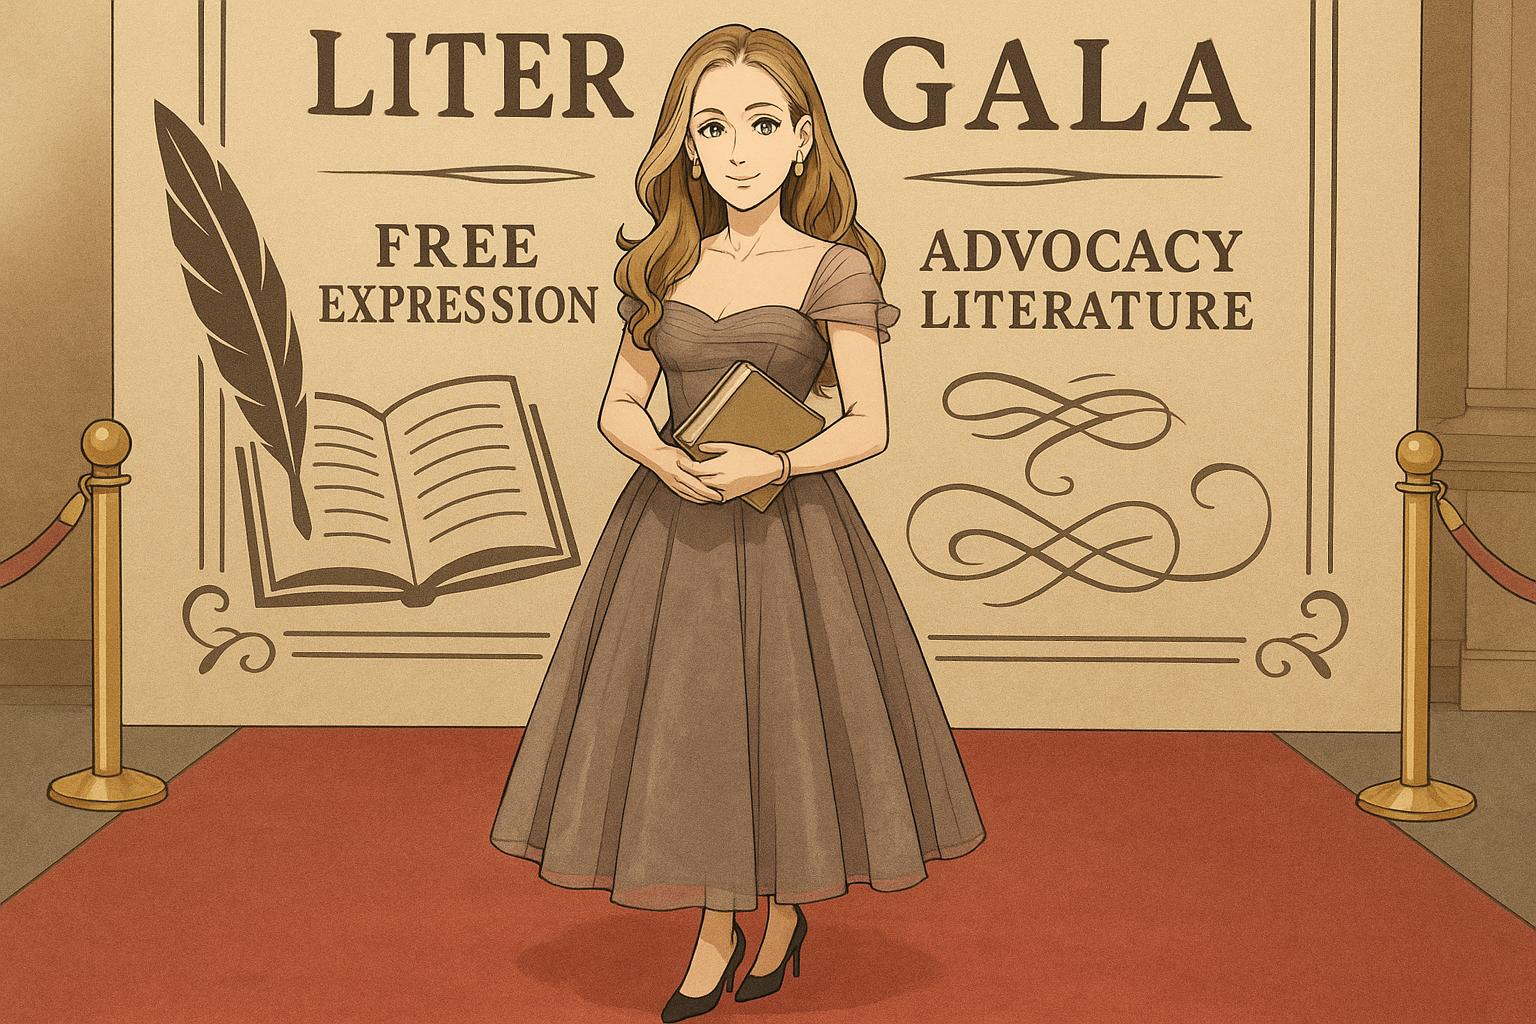 LITER GALA
FREE
EXPRESSION
ADVOCACY
LITERATURE